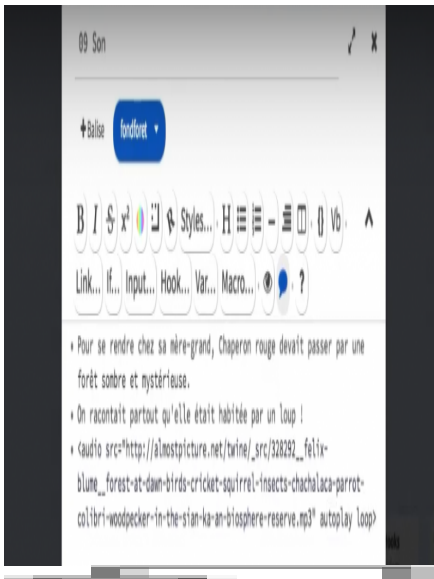 09 Son
+Balise fondforet
B I S x² Styles... H Vb
Link... If... Input... Hook... Var... Macro... ?
• Pour se rendre chez sa mère-grand, Chaperon rouge devait passer par une
forêt sombre et mystérieuse.
• On racontait partout qu'elle était habitée par un loup !
• <audio src="http://almostpicture.net/twine/_src/328292__felix-
blume__forest-at-dawn-birds-cricket-squirrel-insects-chachalaca-parrot-
colibri-woodpecker-in-the-sian-ka-an-biosphere-reserve.mp3" autoplay loop>